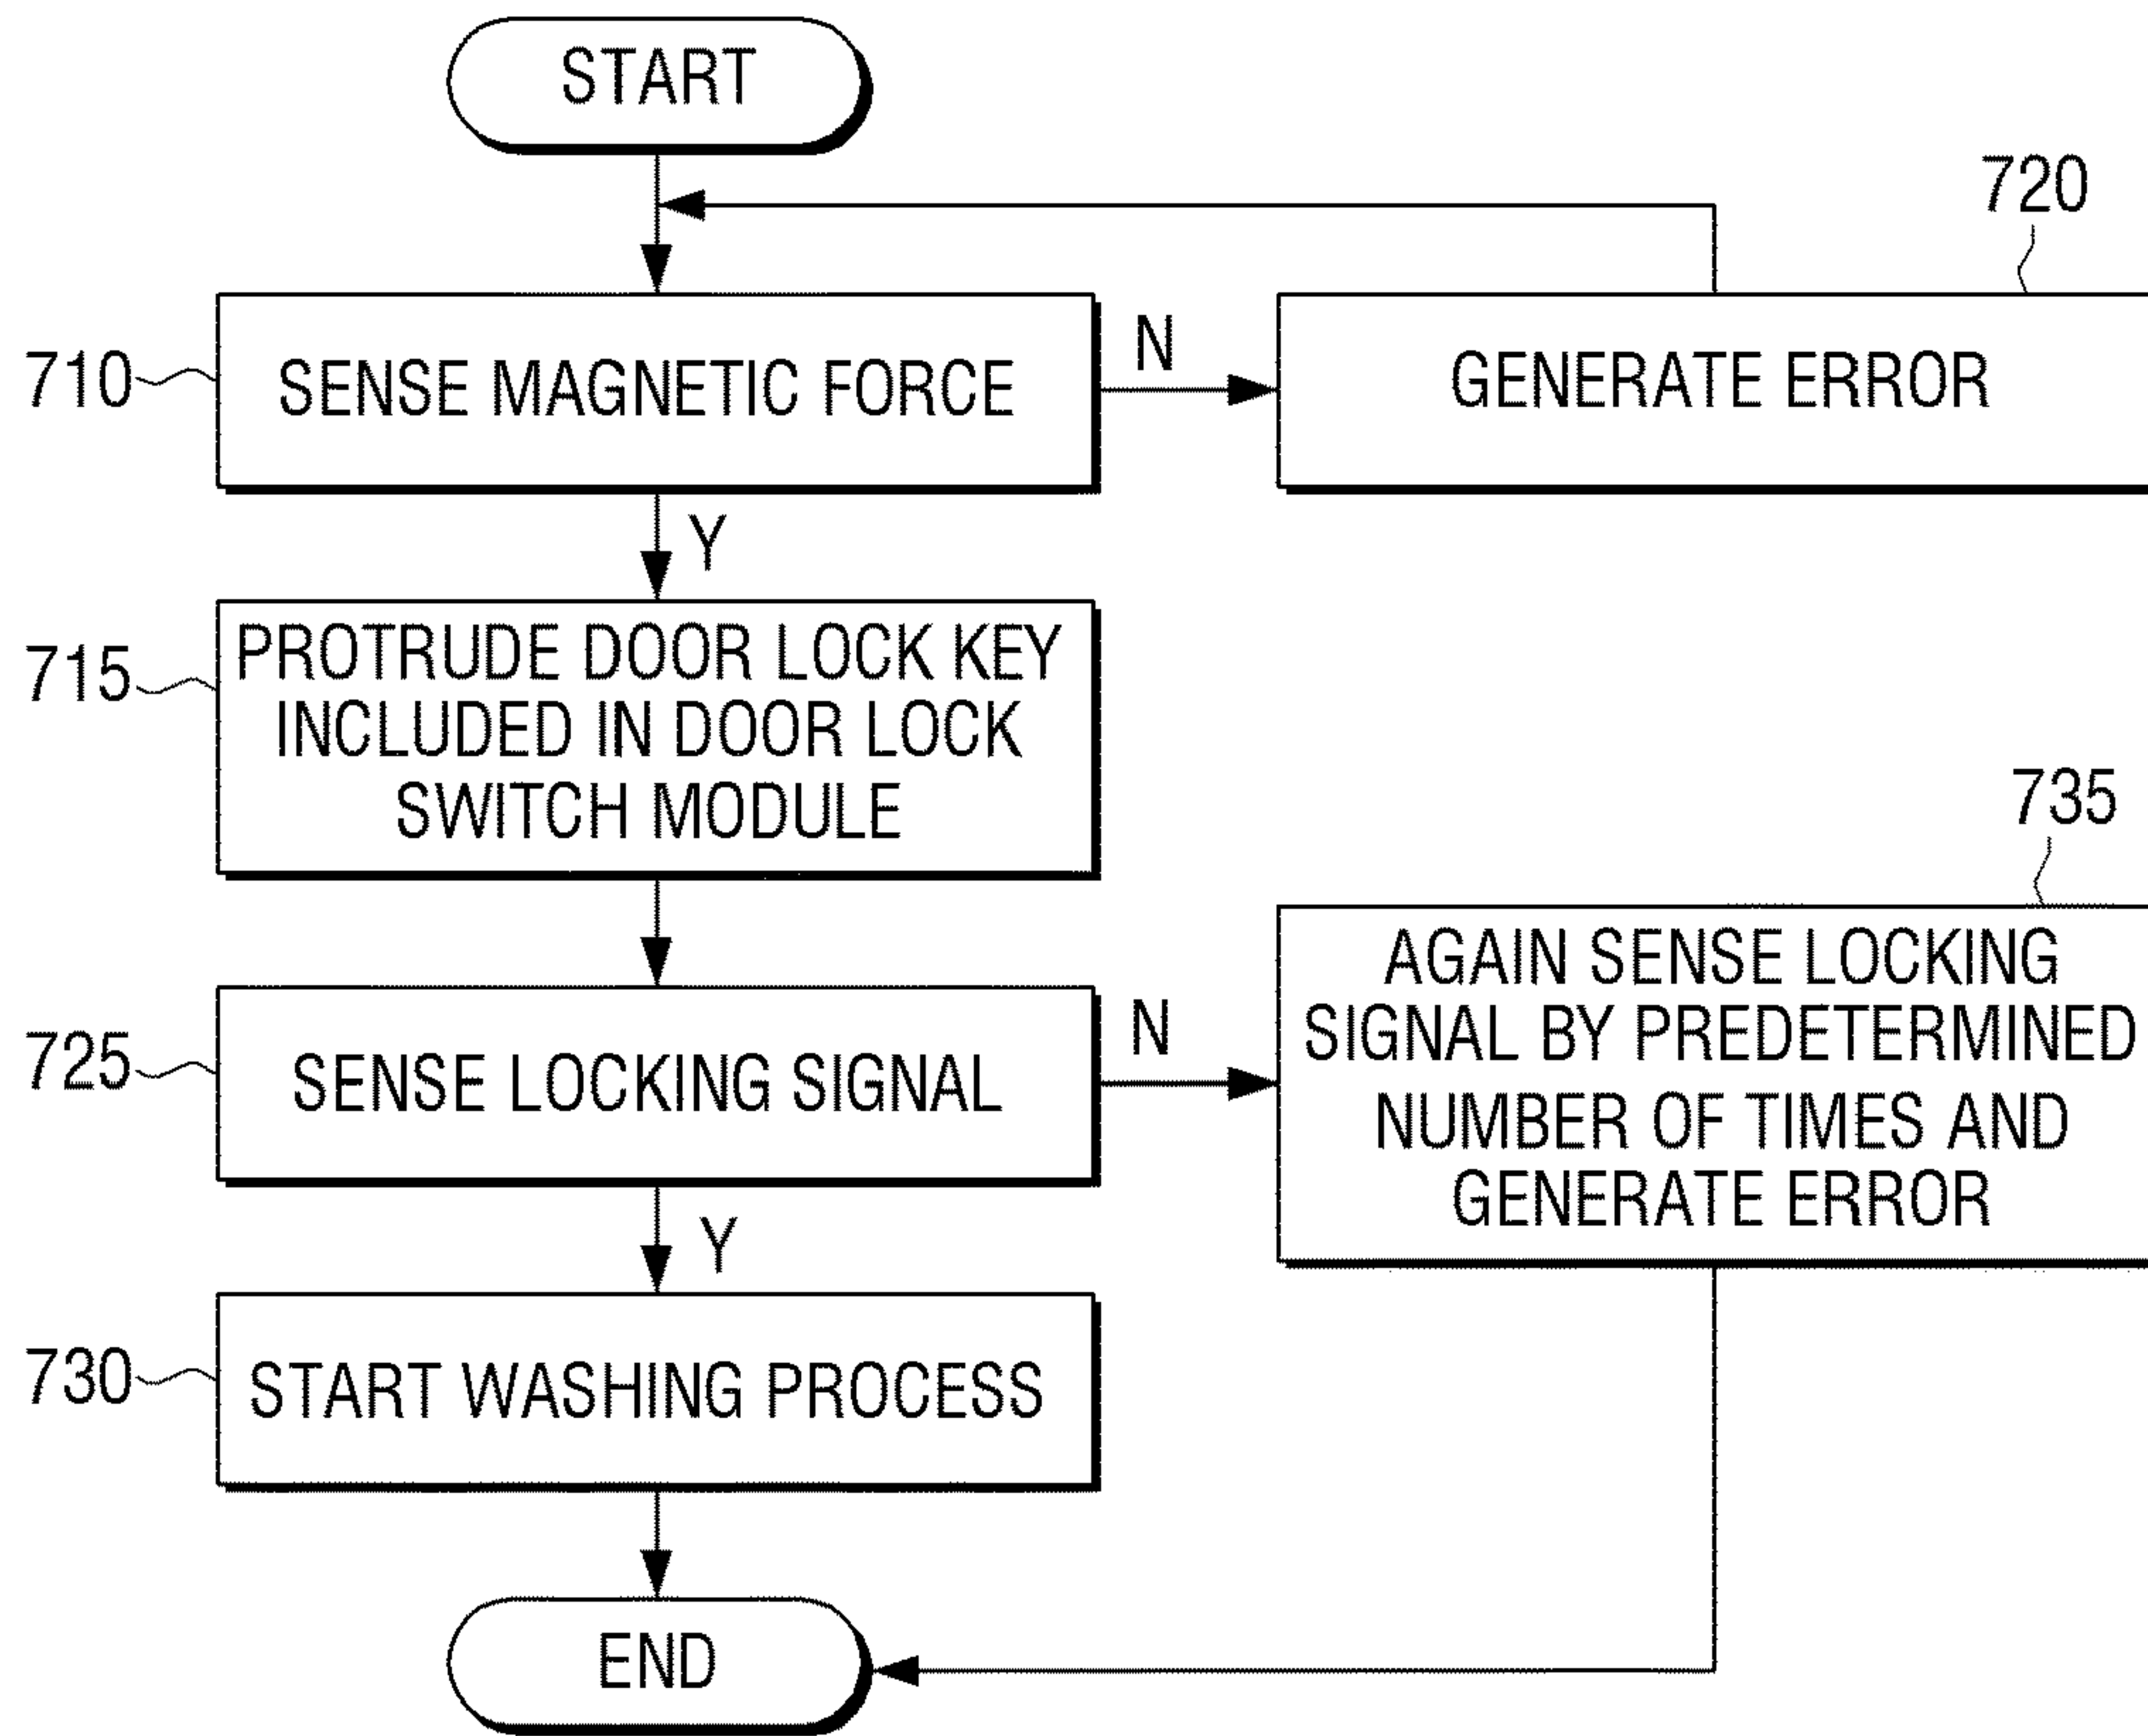 START
720
710
SENSE MAGNETIC FORCE
N
GENERATE ERROR
Y
715
PROTRUDE DOOR LOCK KEY
INCLUDED IN DOOR LOCK
SWITCH MODULE
735
725
SENSE LOCKING SIGNAL
N
AGAIN SENSE LOCKING
SIGNAL BY PREDETERMINED
NUMBER OF TIMES AND
GENERATE ERROR
Y
730
START WASHING PROCESS
END